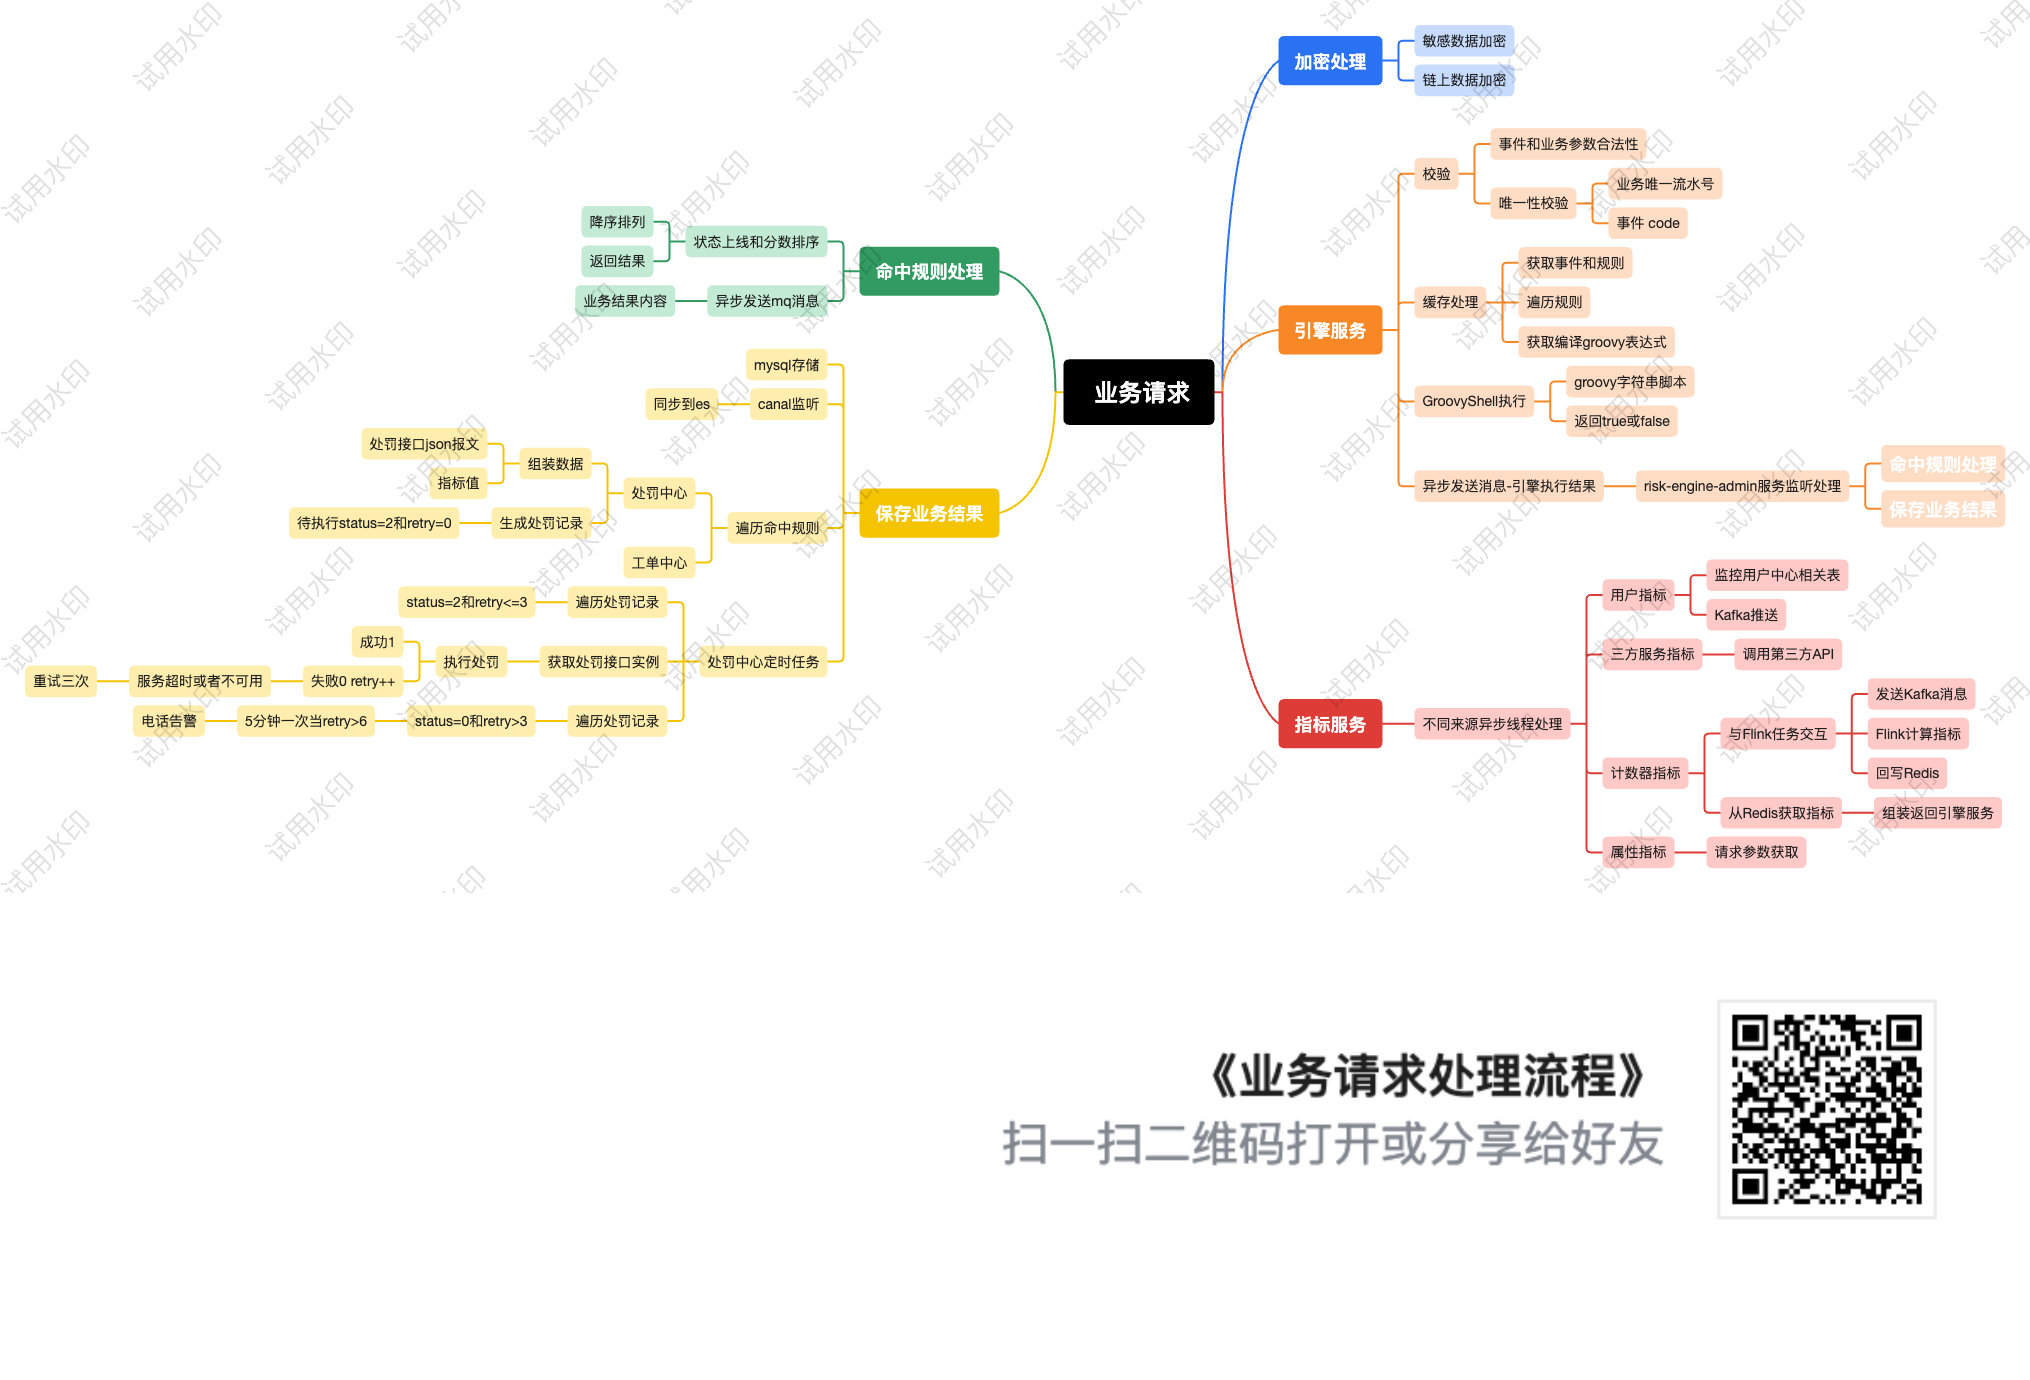 业务请求
加密处理
敏感数据加密
链上数据加密
引擎服务
校验
事件和业务参数合法性
唯一性校验
业务唯一流水号
事件 code
缓存处理
获取事件和规则
遍历规则
获取编译groovy表达式
GroovyShell执行
groovy字符串脚本
返回true或false
异步发送消息-引擎执行结果
risk-engine-admin服务监听处理
命中规则处理
保存业务结果
指标服务
不同来源异步线程处理
用户指标
监控用户中心相关表
Kafka推送
三方服务指标
调用第三方API
计数器指标
与Flink任务交互
发送Kafka消息
Flink计算指标
回写Redis
从Redis获取指标
组装返回引擎服务
属性指标
请求参数获取
命中规则处理
状态上线和分数排序
降序排列
返回结果
异步发送mq消息
业务结果内容
保存业务结果
mysql存储
canal监听
同步到es
遍历命中规则
处罚中心
组装数据
处罚接口json报文
指标值
生成处罚记录
待执行status=2和retry=0
工单中心
处罚中心定时任务
遍历处罚记录
status=2和retry<=3
获取处罚接口实例
执行处罚
成功1
失败0 retry++
服务超时或者不可用
重试三次
遍历处罚记录
status=0和retry>3
5分钟一次当retry>6
电话告警
《业务请求处理流程》
扫一扫二维码打开或分享给好友
试用水印